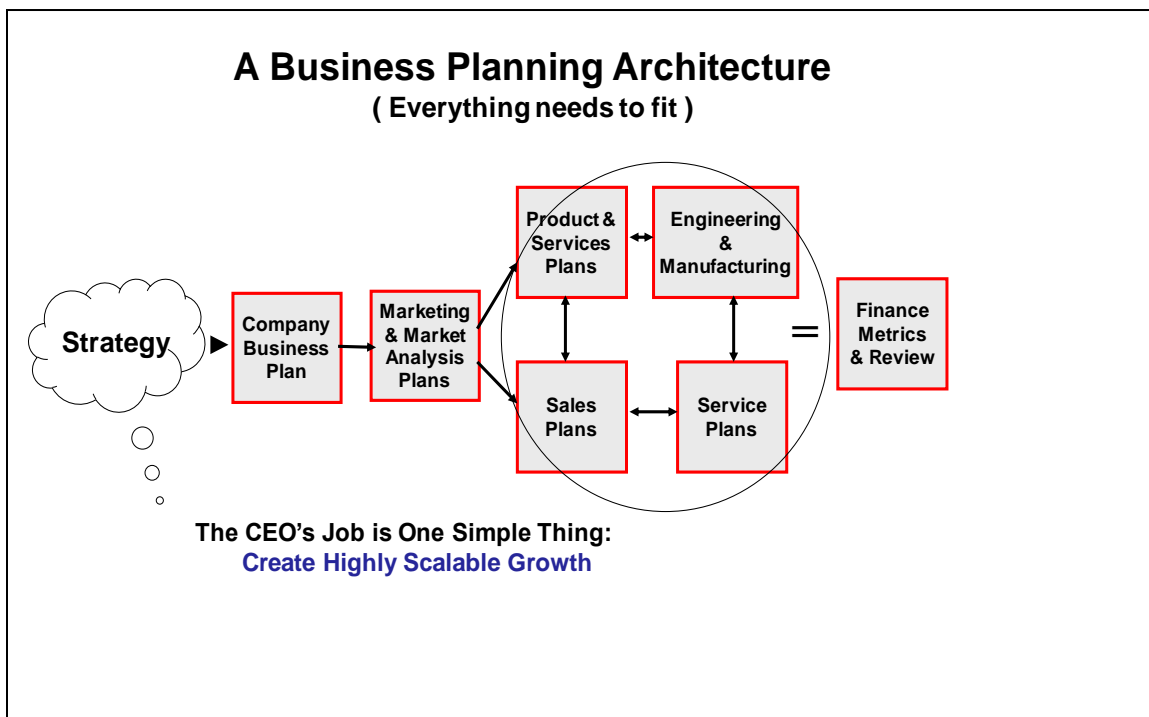 A Business Planning Architecture
( Everything needs to fit )
Strategy
Company
Business
Plan
Marketing
& Market
Analysis
Plans
Product &
Services
Plans
Engineering
&
Manufacturing
Sales
Plans
Service
Plans
=
Finance
Metrics
& Review
The CEO’s Job is One Simple Thing:
Create Highly Scalable Growth